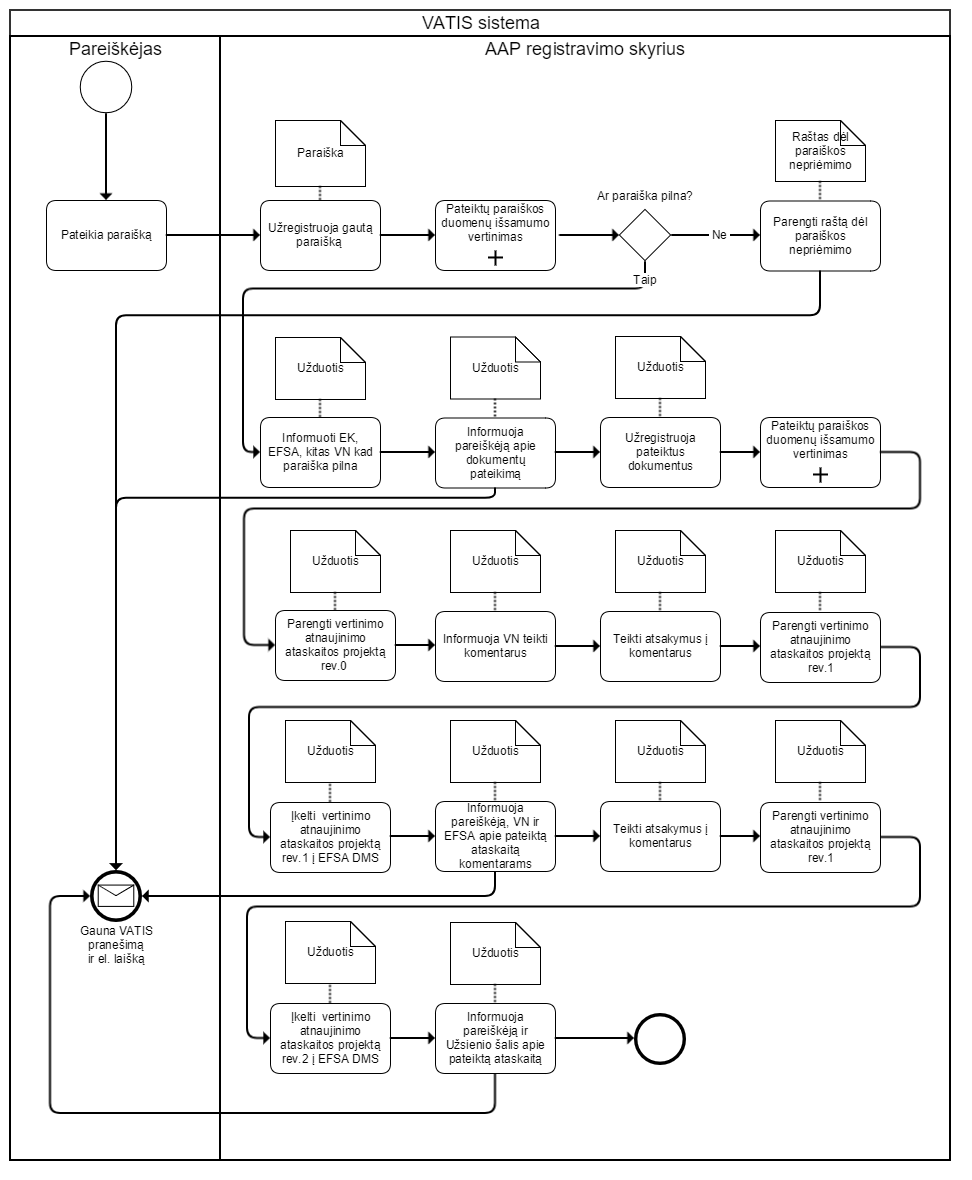 VATIS sistema
Pareiškėjas
AAP registravimo skyrius
Paraiška
Raštas dėl
paraiškos
nepriėmimo
Pateikia paraišką
Užregistruoja gautą
paraišką
Pateiktų paraiškos
duomenų išsamumo
vertinimas
Ar paraiška pilna?
Ne
Taip
Parengti raštą dėl
paraiškos
nepriėmimo
Užduotis
Užduotis
Užduotis
Informuoti EK,
EFSA, kitas VN kad
paraiška pilna
Informuoja
pareiškėją apie
dokumentų
pateikimą
Užregistruoja
pateiktus
dokumentus
Pateiktų paraiškos
duomenų išsamumo
vertinimas
Užduotis
Užduotis
Užduotis
Užduotis
Parengti vertinimo
atnaujinimo
ataskaitos projektą
rev.0
Informuoja VN teikti
komentarus
Teikti atsakymus į
komentarus
Parengti vertinimo
atnaujinimo
ataskaitos projektą
rev.1
Užduotis
Užduotis
Užduotis
Užduotis
Įkelti vertinimo
atnaujinimo
ataskaitos projektą
rev.1 į EFSA DMS
Informuoja
pareiškėją, VN ir
EFSA apie pateiktą
ataskaitą
komentarams
Teikti atsakymus į
komentarus
Parengti vertinimo
atnaujinimo
ataskaitos projektą
rev.1
Gauna VATIS
pranešimą
ir el. laišką
Užduotis
Užduotis
Įkelti vertinimo
atnaujinimo
ataskaitos projektą
rev.2 į EFSA DMS
Informuoja
pareiškėją ir
Užsienio šalis apie
pateiktą ataskaitą